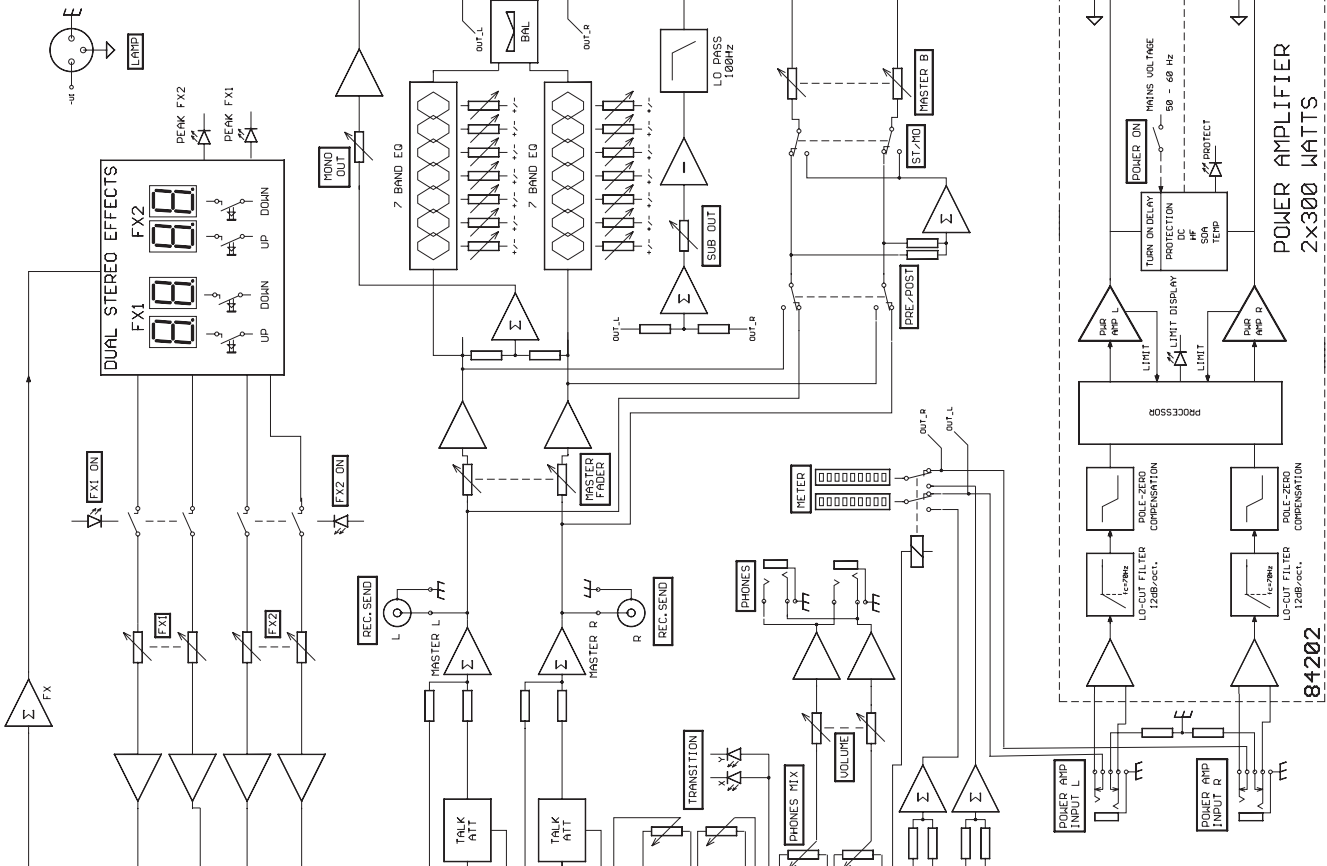 LAMP
-UI
PEAK FX2
PEAK FX1
DUAL STEREO EFFECTS
FX2
DOWN
UP
FX1
DOWN
UP
FX1 ON
FX2 ON
FX1
FX2
FX
Σ
MONO
OUT
OUT_L
BAL
OUT_R
7 BAND EQ
7 BAND EQ
- +
- +
- +
- +
- +
- +
- +
- +
- +
- +
- +
- +
- +
- +
Σ
LO PASS
100Hz
SUB OUT
Σ
OUT_L
OUT_R
MASTER B
ST/MO
Σ
PRE/POST
MASTER
FADER
REC.SEND
L
MASTER L
Σ
REC.SEND
R
MASTER R
Σ
TALK
ATT
TALK
ATT
TRANSITION
Y
X
METER
OUT_R
OUT_L
PHONES
VOLUME
PHONES MIX
Σ
Σ
POWER ON
MAINS VOLTAGE
50 - 60 Hz
PROTECT
TURN ON DELAY
PROTECTION
DC
HF
SOA
TEMP
POWER AMPLIFIER
2x300 WATTS
PWR
AMP L
PWR
AMP R
LIMIT
LIMIT DISPLAY
LIMIT
PROCESSOR
POLE-ZERO
COMPENSATION
POLE-ZERO
COMPENSATION
fc=70Hz
LO-CUT FILTER
12dB/oct.
fc=70Hz
LO-CUT FILTER
12dB/oct.
84202
POWER AMP
INPUT L
POWER AMP
INPUT R